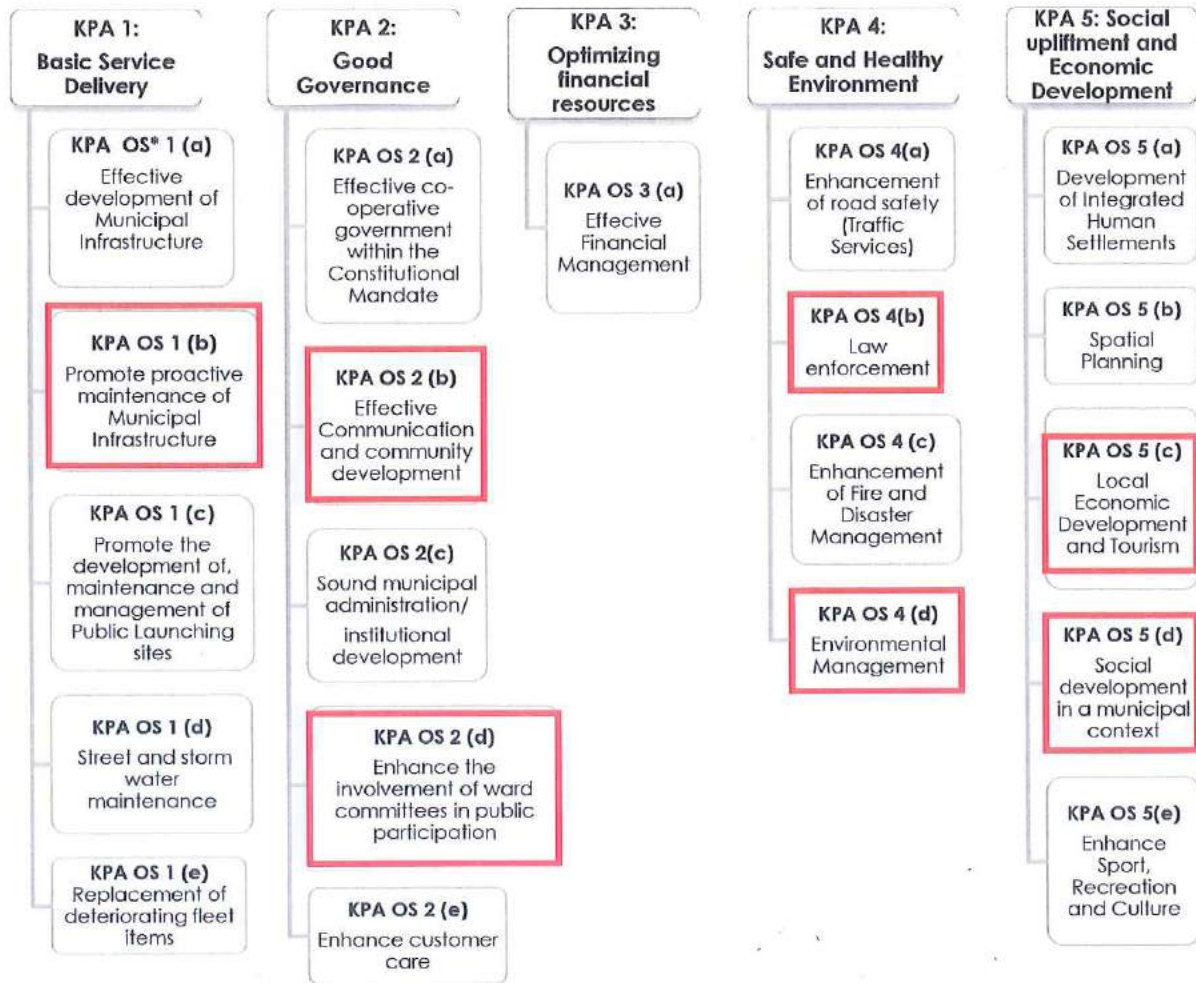 KPA 1:
Basic Service
Delivery
KPA OS* 1 (a)
Effective
development of
Municipal
Infrastructure
KPA OS 1 (b)
Promote proactive
maintenance of
Municipal
Infrastructure
KPA OS 1 (c)
Promote the
development of,
maintenance and
management of
Public Launching
sites
KPA OS 1 (d)
Street and storm
water
maintenance
KPA OS 1 (e)
Replacement of
deteriorating fleet
items
KPA 2:
Good
Governance
KPA OS 2 (a)
Effective co-
operative
government
within the
Constitutional
Mandate
KPA OS 2 (b)
Effective
Communication
and community
development
KPA OS 2(c)
Sound municipal
administration/
institutional
development
KPA OS 2 (d)
Enhance the
involvement of ward
committees in public
participation
KPA OS 2 (e)
Enhance customer
care
KPA 3:
Optimizing
financial
resources
KPA OS 3 (a)
Effecive
Financial
Management
KPA 4:
Safe and Healthy
Environment
KPA OS 4(a)
Enhancement
of road safety
(Traffic
Services)
KPA OS 4(b)
Law
enforcement
KPA OS 4 (c)
Enhancement
of Fire and
Disaster
Management
KPA OS 4 (d)
Environmental
Management
KPA 5: Social
upliftment and
Economic
Development
KPA OS 5 (a)
Development
of Integrated
Human
Settlements
KPA OS 5 (b)
Spatial
Planning
KPA OS 5 (c)
Local
Economic
Development
and Tourism
KPA OS 5 (d)
Social
development
in a municipal
context
KPA OS 5(e)
Enhance
Sport,
Recreation
and Culture